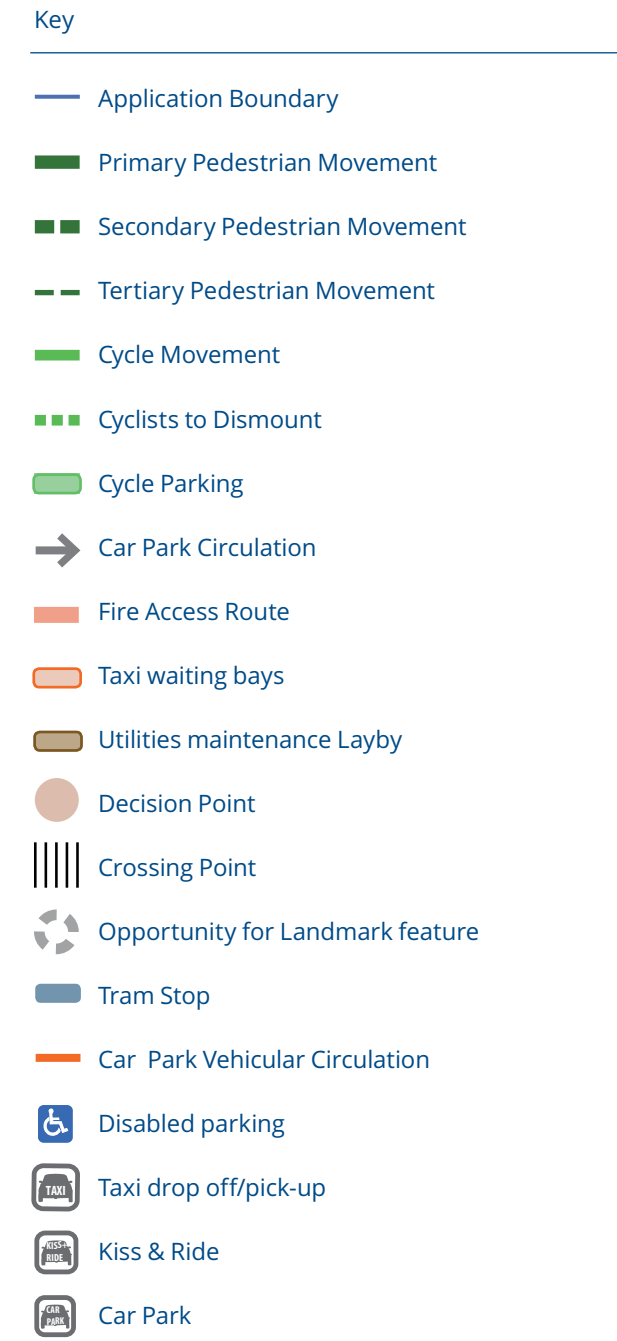 Key
Application Boundary
Primary Pedestrian Movement
Secondary Pedestrian Movement
Tertiary Pedestrian Movement
Cycle Movement
Cyclists to Dismount
Cycle Parking
Car Park Circulation
Fire Access Route
Taxi waiting bays
Utilities maintenance Layby
Decision Point
Crossing Point
Opportunity for Landmark feature
Tram Stop
Car Park Vehicular Circulation
Disabled parking
TAXI Taxi drop off/pick-up
KISS+
RIDE
Kiss & Ride
CAR
PARK
Car Park